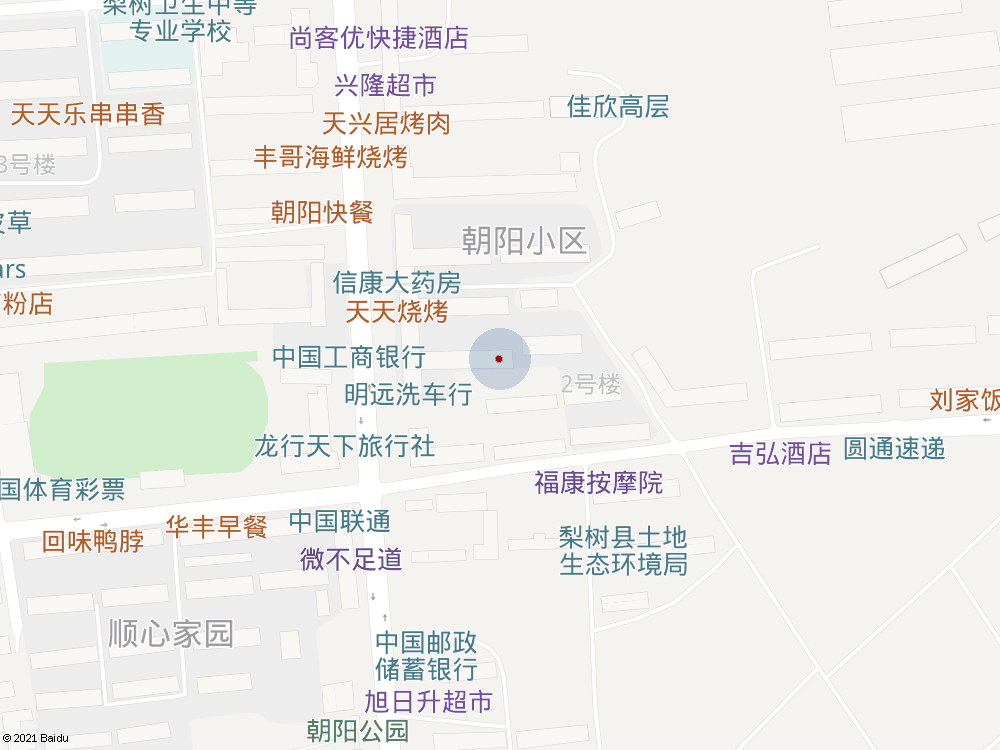 梨树卫生中等
专业学校
尚客优快捷酒店
兴隆超市
天天乐串串香
佳欣高层
天兴居烤肉
丰哥海鲜烧烤
3号楼
朝阳快餐
皮草
朝阳小区
ars
信康大药房
粉店
天天烧烤
中国工商银行
2号楼
明远洗车行
刘家饭
龙行天下旅行社
吉弘酒店
圆通速递
国体育彩票
福康按摩院
华丰早餐
中国联通
回味鸭脖
梨树县土地
生态环境局
微不足道
顺心家园
中国邮政
储蓄银行
旭日升超市
朝阳公园
© 2021 Baidu